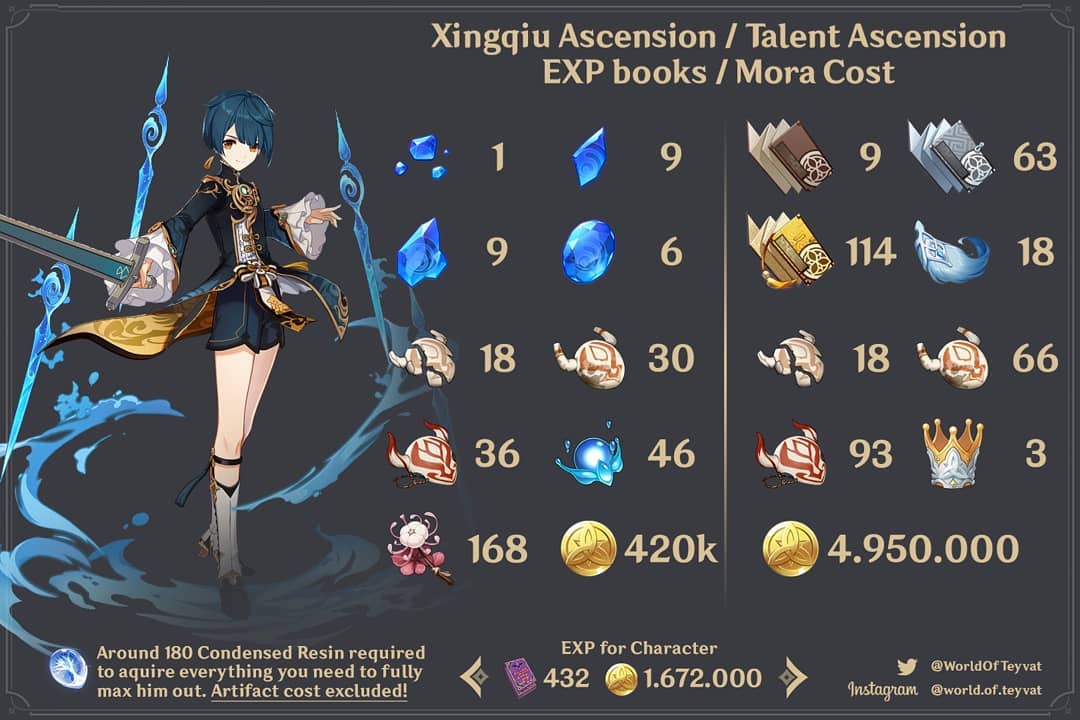 Xingqiu Ascension / Talent Ascension
EXP books / Mora Cost
1 9 9 63
9 6 114 18
18 30 18 66
36 46 93 3
168 420k 4.950.000
Around 180 Condensed Resin required
to aquire everything you need to fully
max him out. Artifact cost excluded!
EXP for Character
432 1.672.000
@WorldOfTeyvat
Instagram @world.of.teyvat